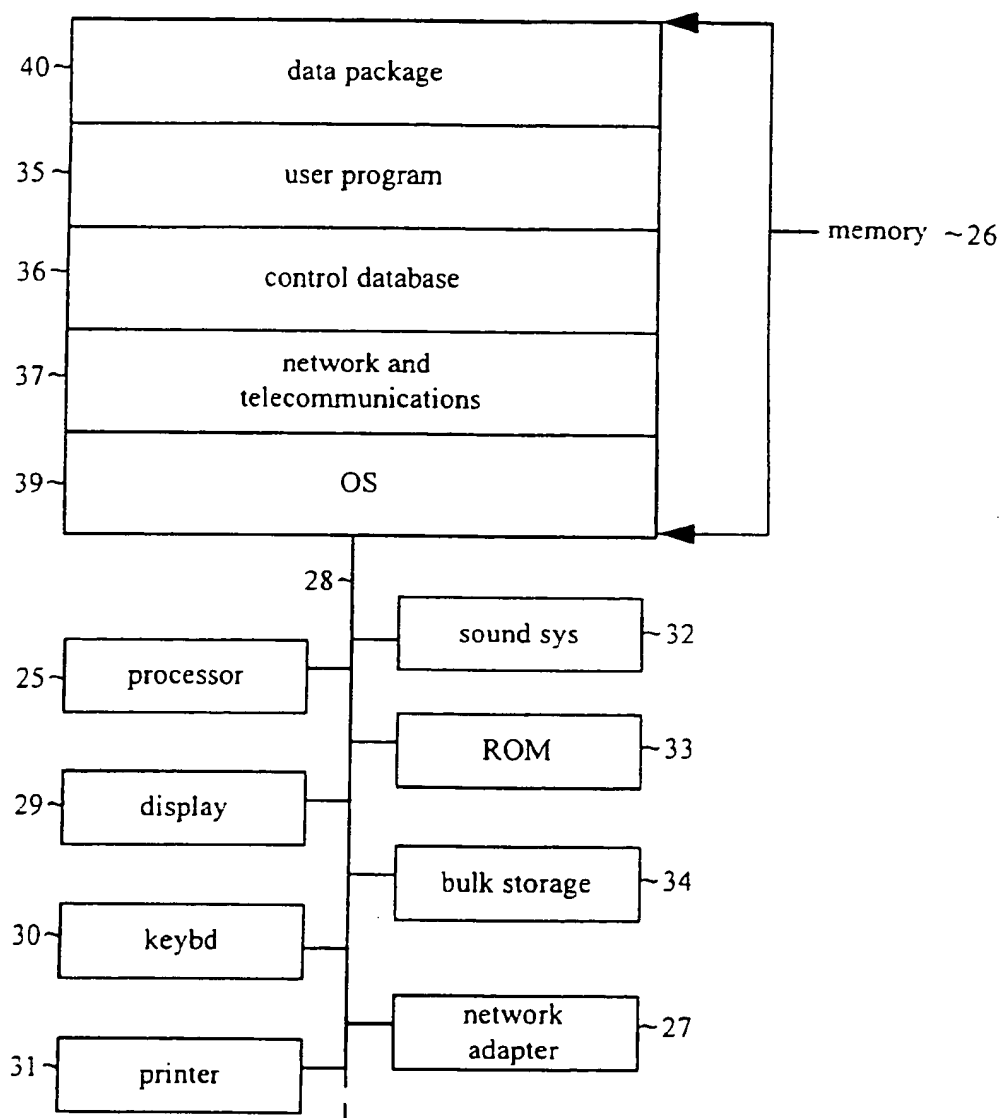 40~ data package
35~ user program
36~ control database
37~ network and
telecommunications
39~ OS
memory ~26
28~
sound sys ~32
25~ processor
ROM ~33
29~ display
bulk storage ~34
30~ keybd
network
adapter ~27
31~ printer